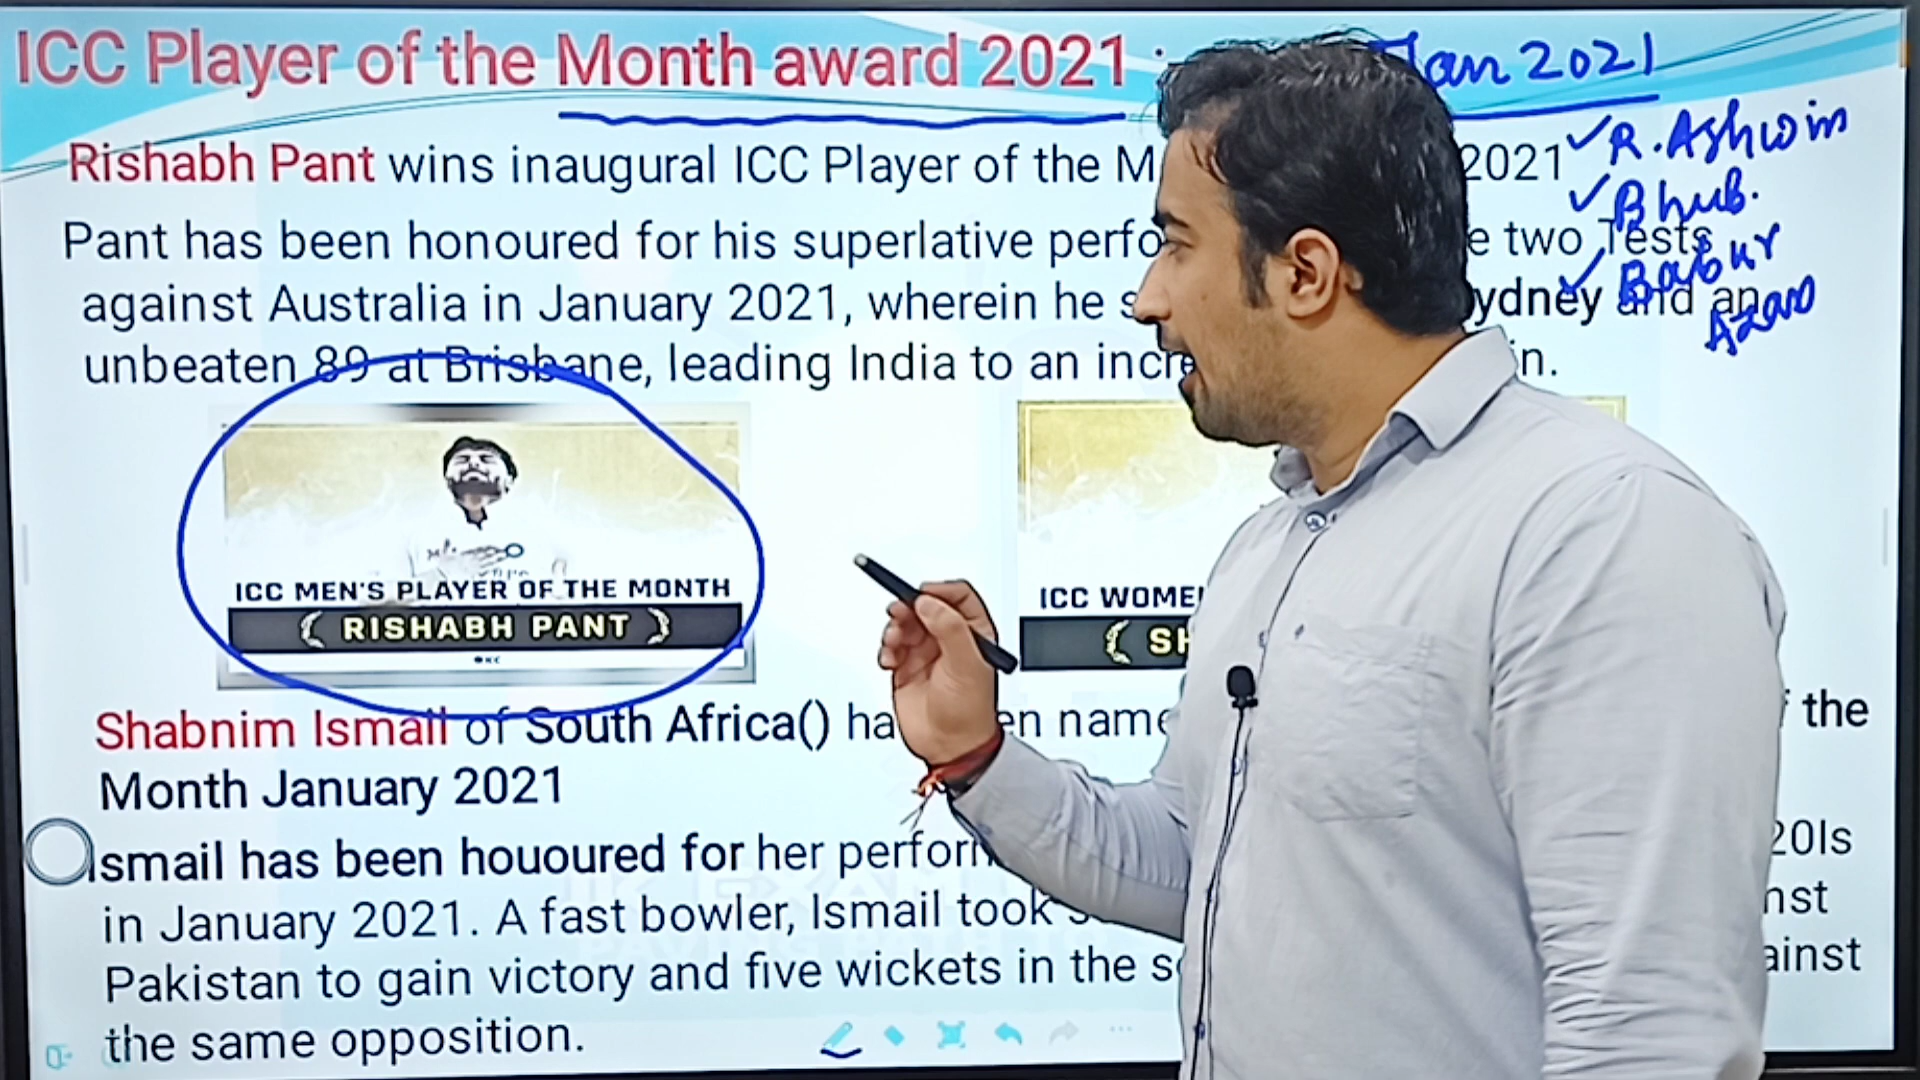 ICC Player of the Month award 2021 : Jan 2021
Rishabh Pant wins inaugural ICC Player of the M 2021
R. Ashwin
Bhub.
Babur
Azam
Pant has been honoured for his superlative perfo e two Tests
against Australia in January 2021, wherein he s ydney and an
unbeaten 89 at Brisbane, leading India to an incre in.
ICC MEN'S PLAYER OF THE MONTH
RISHABH PANT
ICC WOME
SH
Shabnim Ismail of South Africa() ha en name f the
Month January 2021
Ismail has been hououred for her perform 20Is
in January 2021. A fast bowler, Ismail took s nst
Pakistan to gain victory and five wickets in the se ainst
the same opposition.